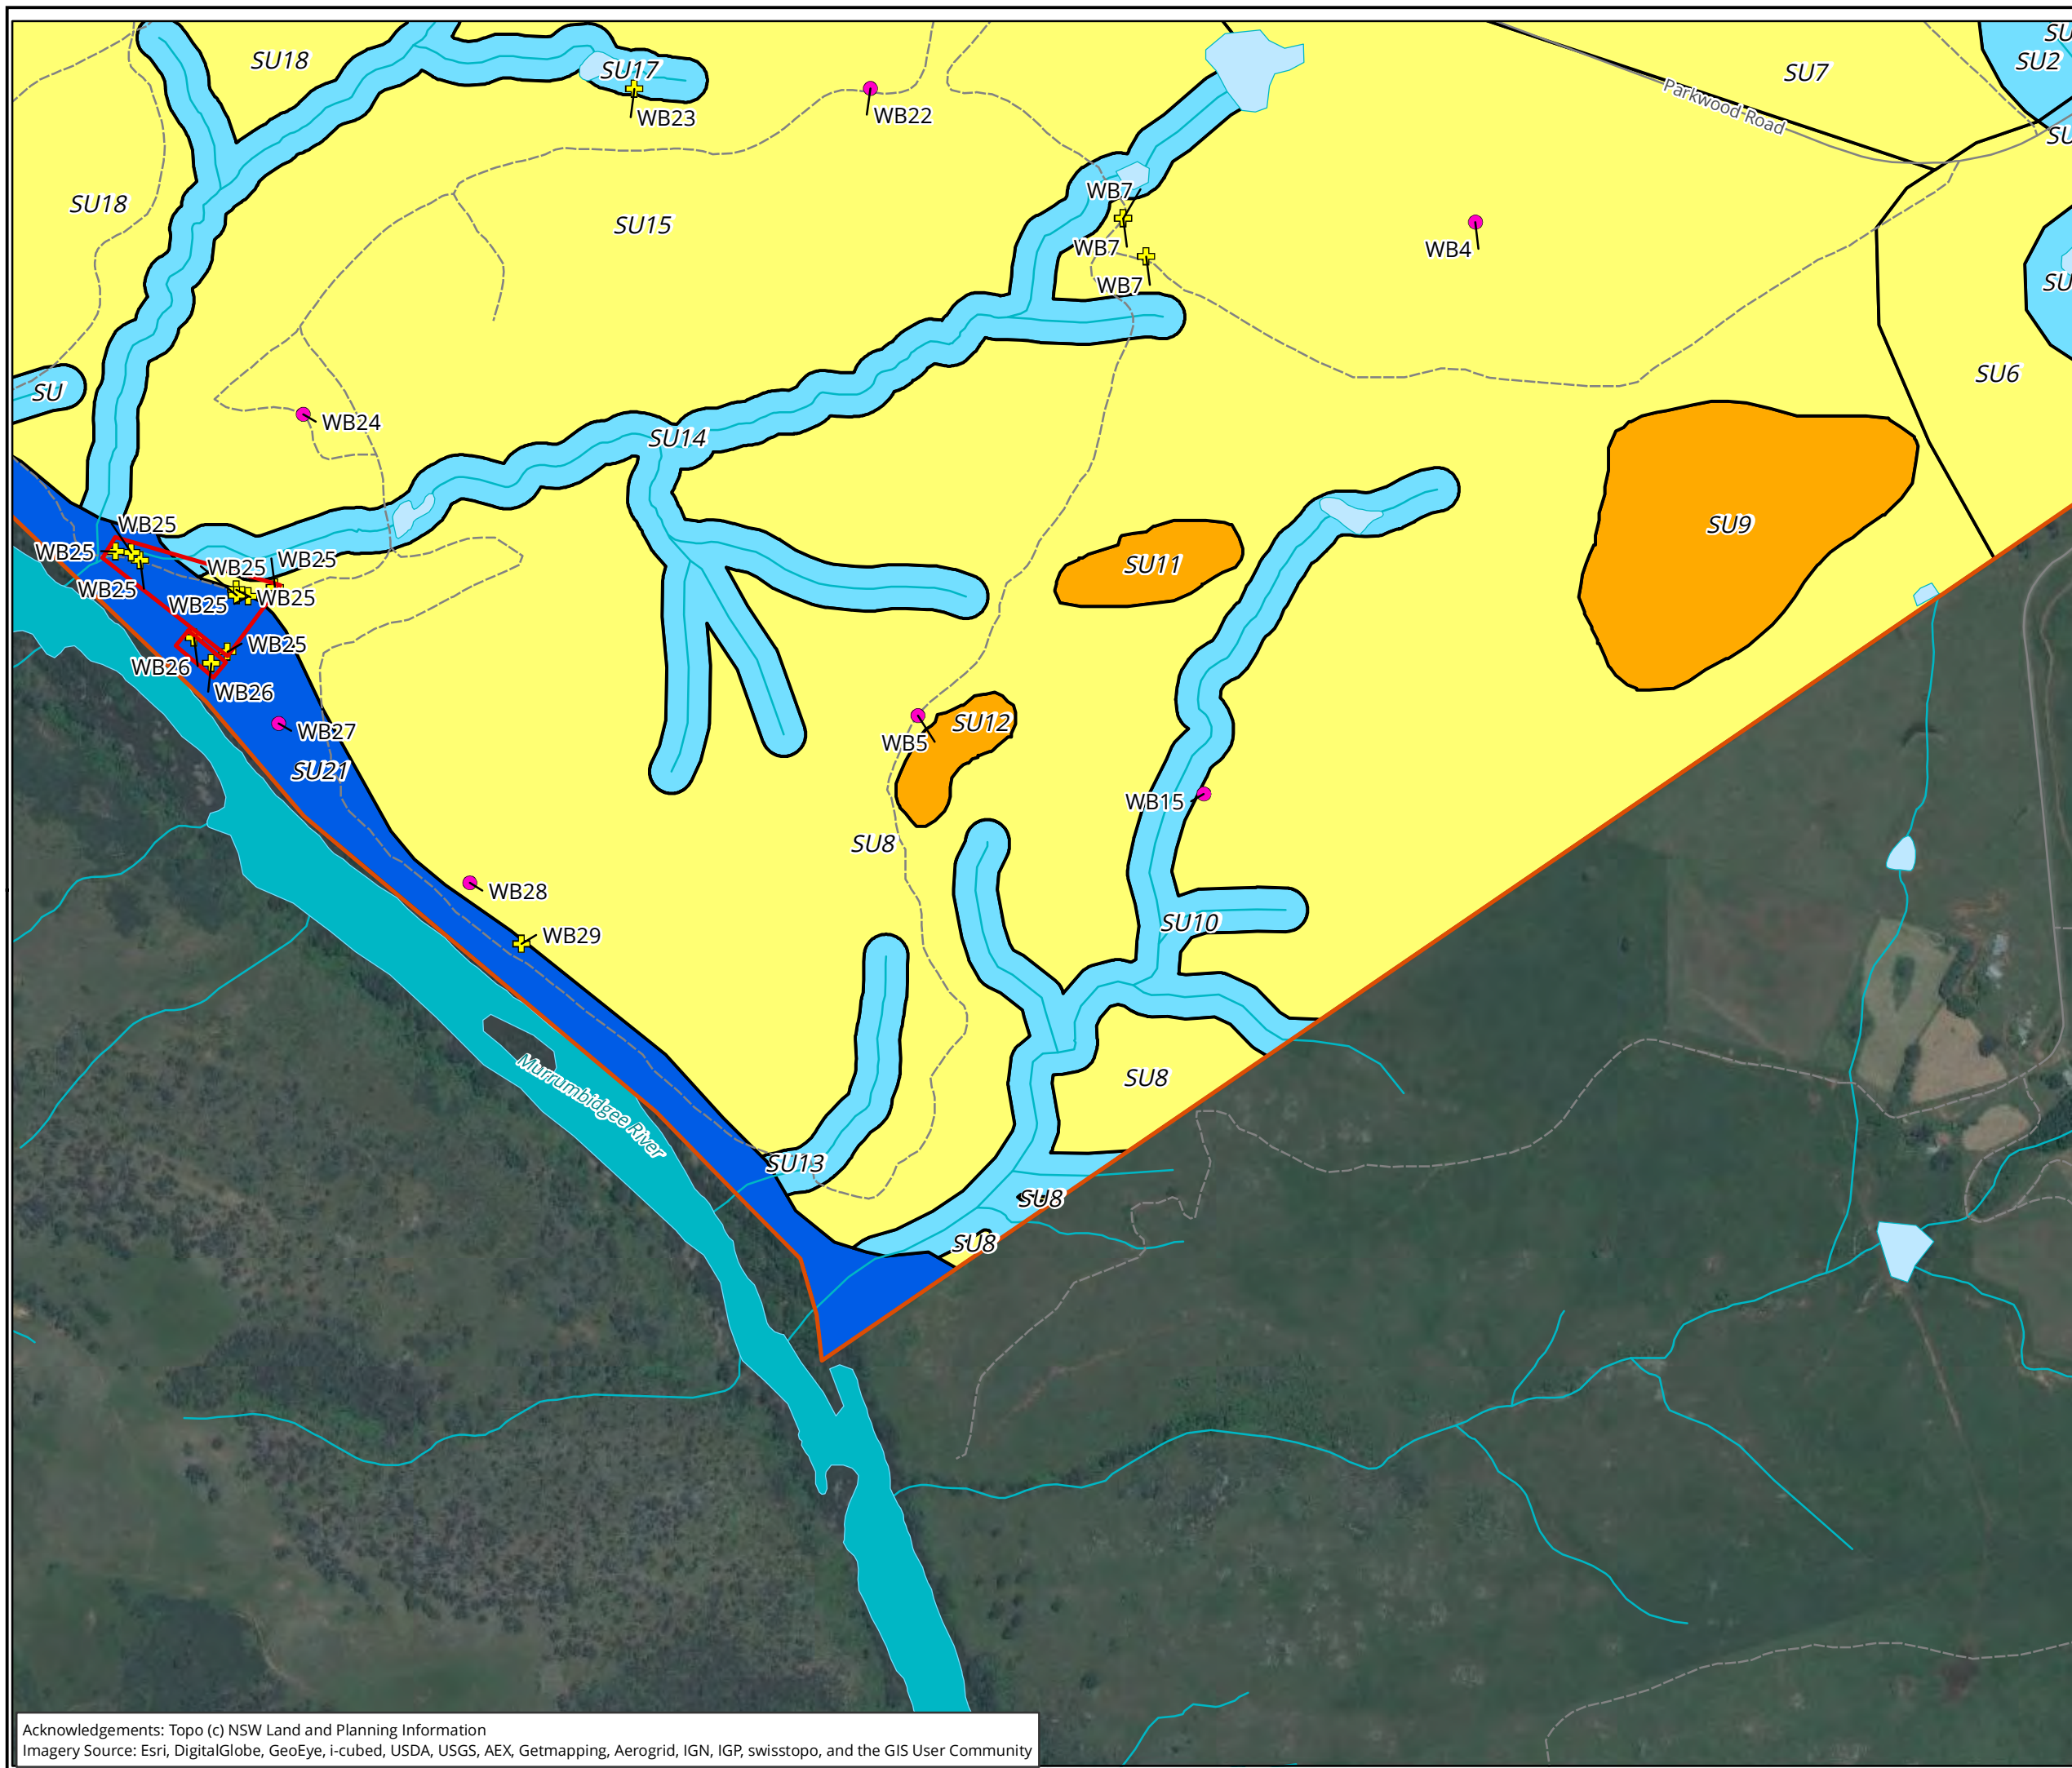 SU
SU18
SU2
SU17
SU7
Parkwood Road
WB23
WB22
SU
WB7
SU18
SU15
WB7
WB4
WB7
SU
SU6
SU
WB24
SU14
WB25
SU9
WB25
WB25
WB25
SU11
WB25
WB25
WB25
WB25
WB26
WB26
SU12
WB27
WB5
SU21
WB15
SU8
WB28
SU10
WB29
SU8
Murrumbidgee River
SU13
SU8
SU8
Acknowledgements: Topo (c) NSW Land and Planning Information
Imagery Source: Esri, DigitalGlobe, GeoEye, i-cubed, USDA, USGS, AEX, Getmapping, Aerogrid, IGN, IGP, swisstopo, and the GIS User Community